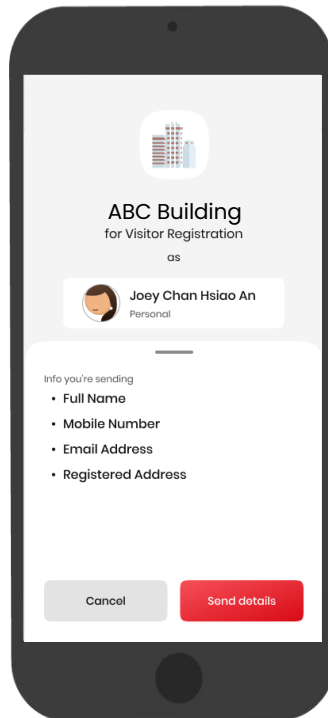 ABC Building
for Visitor Registration
as
Joey Chan Hsiao An
Personal
Info you're sending
• Full Name
• Mobile Number
• Email Address
• Registered Address
Cancel
Send details